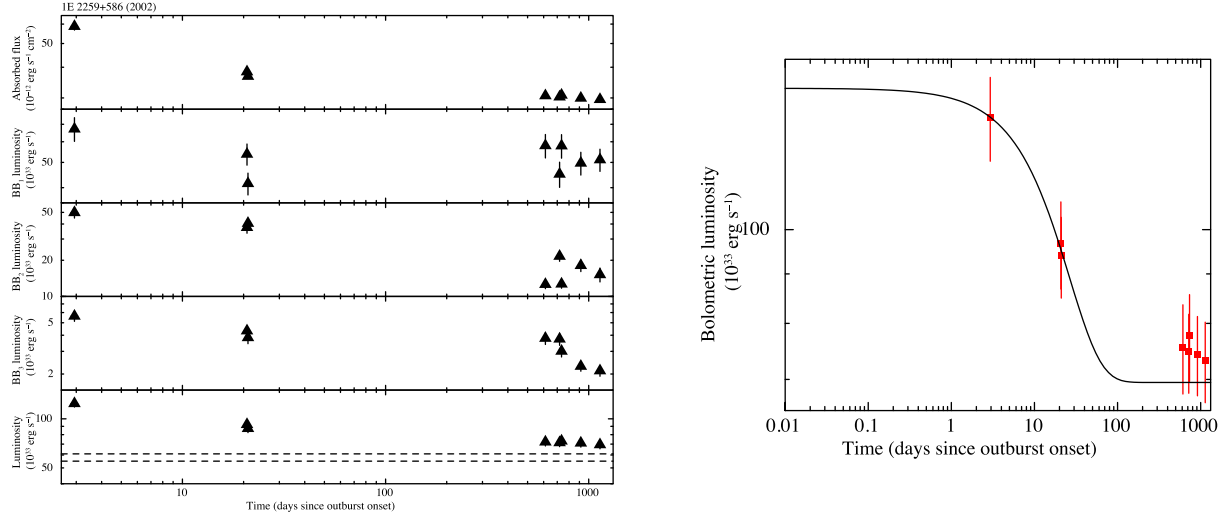 1E 2259+586 (2002)
Absorbed flux
(10⁻¹² erg s⁻¹ cm⁻²)
50
BB₁ luminosity
(10³³ erg s⁻¹)
50
BB₂ luminosity
(10³³ erg s⁻¹)
50
20
10
BB₃ luminosity
(10³³ erg s⁻¹)
5
2
Luminosity
(10³³ erg s⁻¹)
100
50
10
100
1000
Time (days since outburst onset)
Bolometric luminosity
(10³³ erg s⁻¹)
100
0.01
0.1
1
10
100
1000
Time (days since outburst onset)